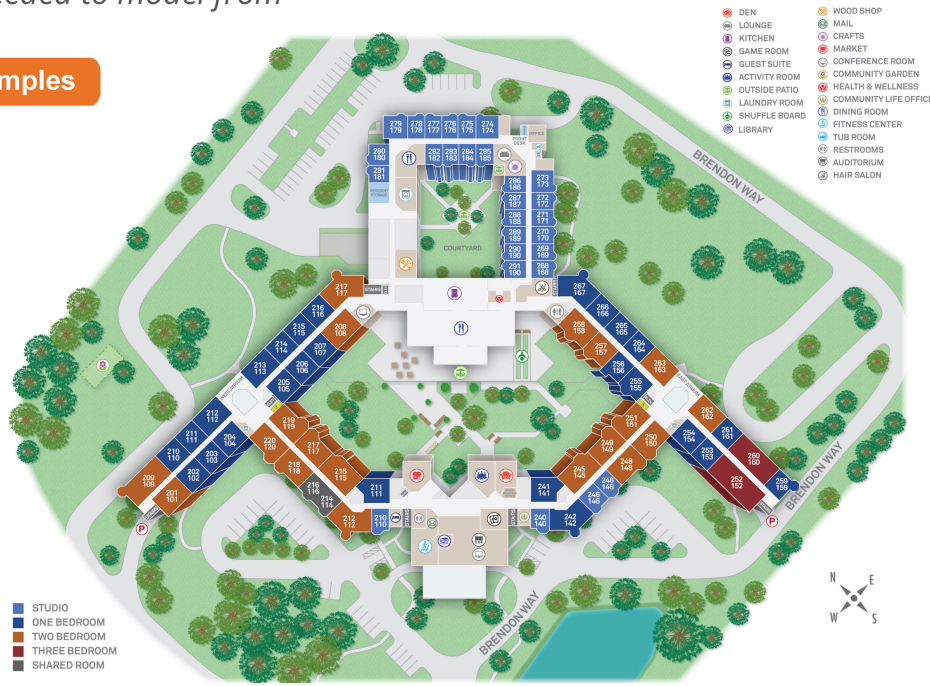 eeded to model from
mples
DEN
LOUNGE
KITCHEN
GAME ROOM
GUEST SUITE
ACTIVITY ROOM
OUTSIDE PATIO
LAUNDRY ROOM
SHUFFLE BOARD
LIBRARY
WOOD SHOP
MAIL
CRAFTS
MARKET
CONFERENCE ROOM
COMMUNITY GARDEN
HEALTH & WELLNESS
COMMUNITY LIFE OFFICE
DINING ROOM
FITNESS CENTER
TUB ROOM
RESTROOMS
AUDITORIUM
HAIR SALON
279 278 277 276 275 274
179 178 177 176 175 174
OFFICE
FRONT
DESK
280
180
282 283 284 285
182 183 184 185
281
181
RESIDENT
STORAGE
286
186
273
173
287
187
272
172
288
188
271
171
289
189
270
170
290
190
269
169
291
190
268
168
COURTYARD
BRENDON WAY
217
117
STAIRS
267
167
216
116
266
166
215
115
265
165
214
114
264
164
213
113
263
163
208
108
207
107
206
106
205
105
258
158
257
157
256
156
255
155
WEST ATRIUM
EAST ATRIUM
212
112
211
111
210
110
209
109
204
104
203
103
202
102
201
101
219
119
217
117
215
115
220
120
218
118
216
116
214
114
212
112
211
111
210
110
251
151
249
149
245
145
250
150
248
148
246
146
246
146
241
141
240
140
242
142
262
162
261
161
260
160
259
159
254
154
253
153
252
152
P
P
BRENDON WAY
BRENDON WAY
N
E
W
S
STUDIO
ONE BEDROOM
TWO BEDROOM
THREE BEDROOM
SHARED ROOM